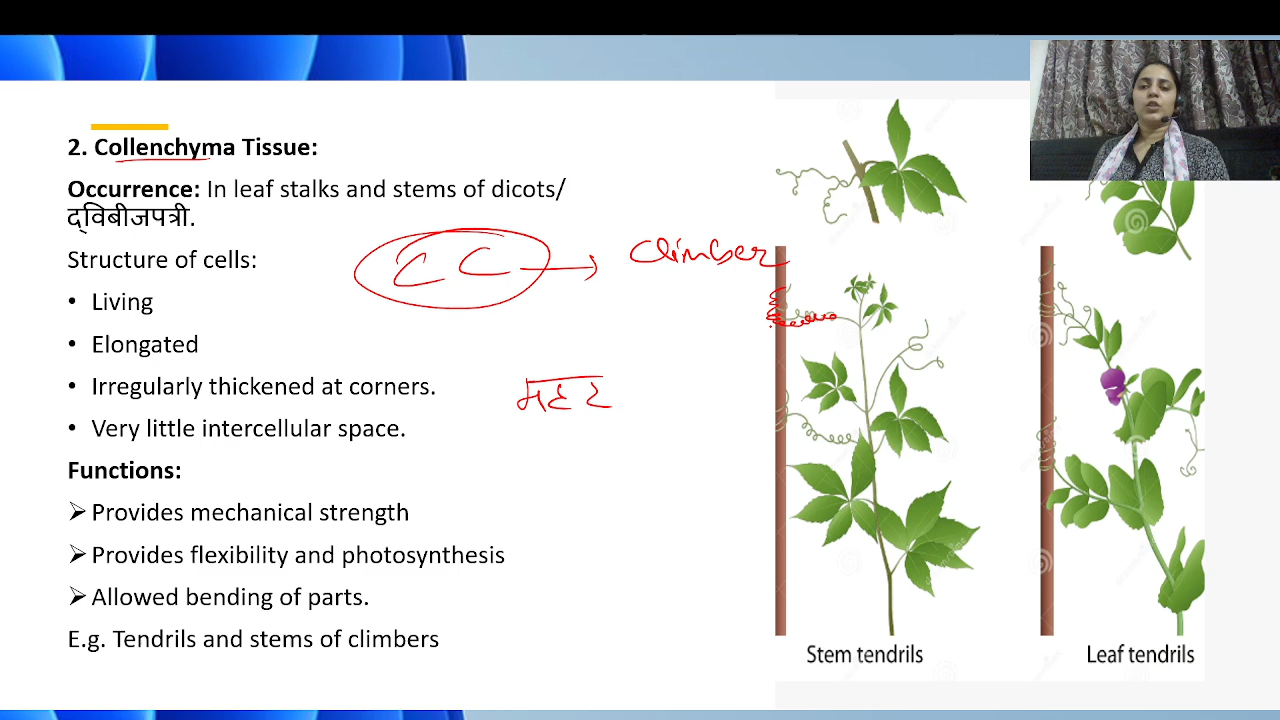 2. Collenchyma Tissue:
Occurrence: In leaf stalks and stems of dicots/
द्विबीजपत्री.
Structure of cells:
CC → climber
• Living
• Elongated
• Irregularly thickened at corners.
मटर
• Very little intercellular space.
Functions:
➢ Provides mechanical strength
➢ Provides flexibility and photosynthesis
➢ Allowed bending of parts.
E.g. Tendrils and stems of climbers
Stem tendrils
Leaf tendrils